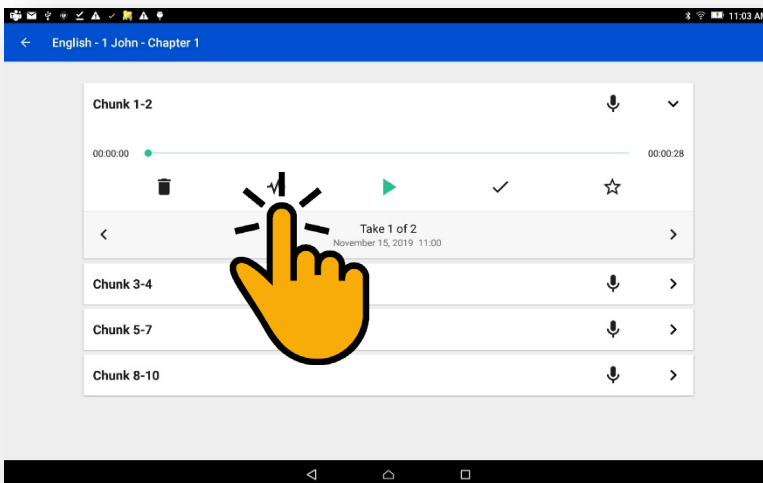 11:03 AM
English - 1 John - Chapter 1
Chunk 1-2
00:00:00
00:00:28
Take 1 of 2
November 15, 2019 11:00
Chunk 3-4
Chunk 5-7
Chunk 8-10